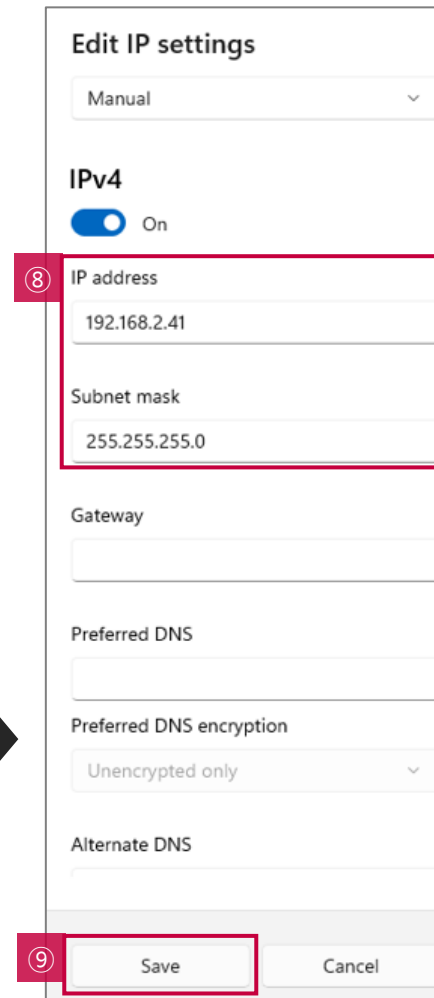 Edit IP settings
Manual
IPv4
On
⑧
IP address
192.168.2.41
Subnet mask
255.255.255.0
Gateway
Preferred DNS
Preferred DNS encryption
Unencrypted only
Alternate DNS
⑨
Save
Cancel